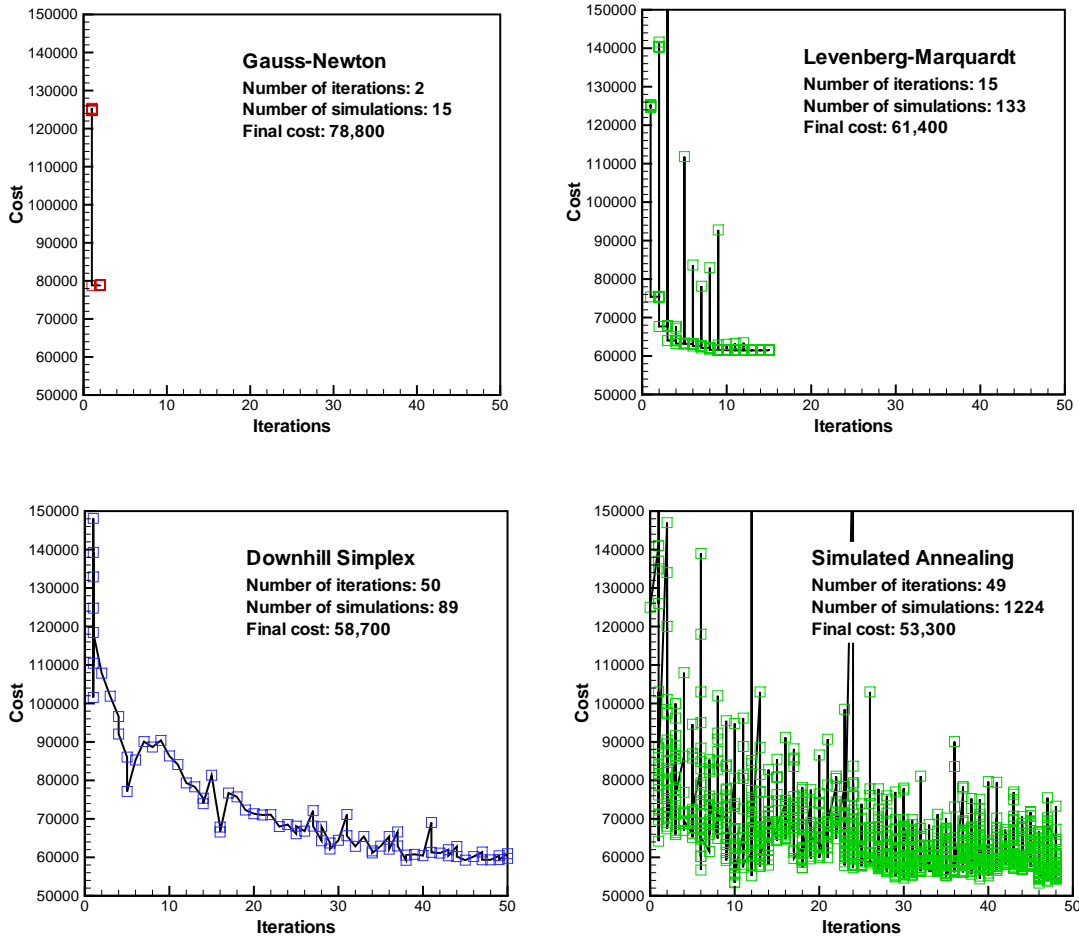 150000
140000
130000
120000
110000
100000
90000
80000
70000
60000
50000
Cost
Gauss-Newton
Number of iterions: 2
Number of simulations: 15
Final cost: 78,800
0
10
20
30
40
50
Iterations
150000
140000
130000
120000
110000
100000
90000
80000
70000
60000
50000
Cost
Levenberg-Marquardt
Number of iterions: 15
Number of simulations: 133
Final cost: 61,400
0
10
20
30
40
50
Iterations
150000
140000
130000
120000
110000
100000
90000
80000
70000
60000
50000
Cost
Downhill Simplex
Number of iterions: 50
Number of simulations: 89
Final cost: 58,700
0
10
20
30
40
50
Iterations
150000
140000
130000
120000
110000
100000
90000
80000
70000
60000
50000
Cost
Simulated Annealing
Number of iterions: 49
Number of simulations: 1224
Final cost: 53,300
0
10
20
30
40
50
Iterations